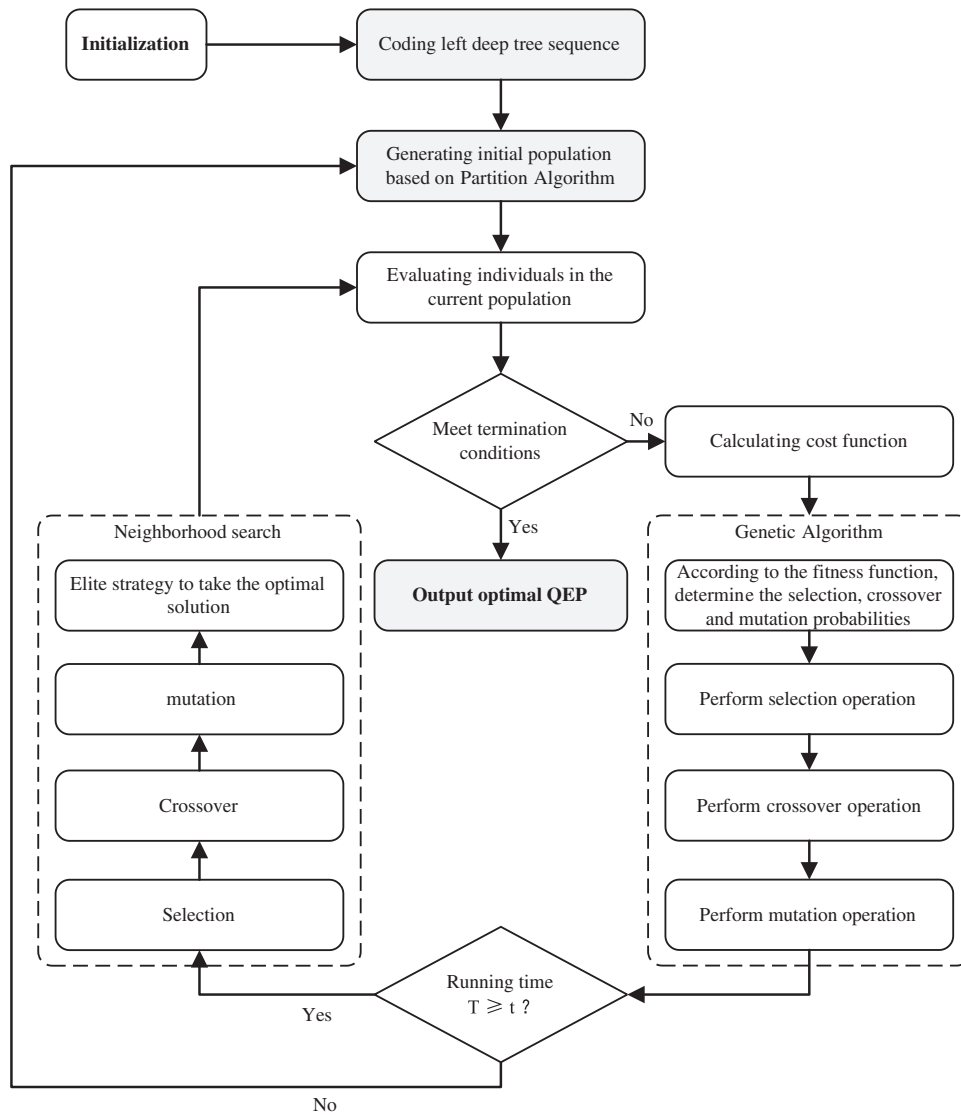 Initialization
Coding left deep tree sequence
Generating initial population
based on Partition Algorithm
Evaluating individuals in the
current population
Meet termination
conditions
No
Calculating cost function
Yes
Output optimal QEP
Genetic Algorithm
According to the fitness function,
determine the selection, crossover
and mutation probabilities
Perform selection operation
Perform crossover operation
Perform mutation operation
Running time
T ⩾ t ?
Yes
No
Neighborhood search
Elite strategy to take the optimal
solution
mutation
Crossover
Selection